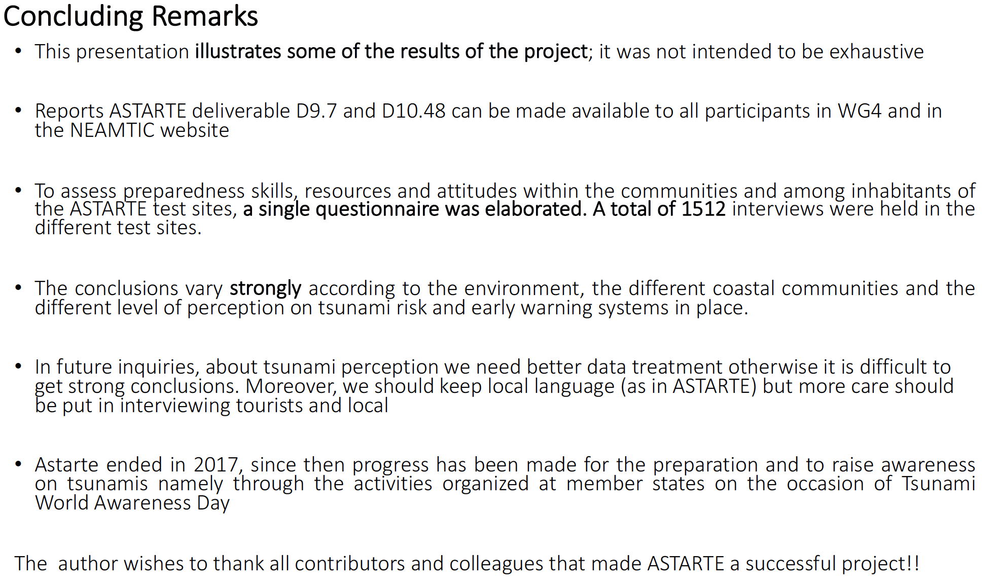 Concluding Remarks
• This presentation illustrates some of the results of the project; it was not intended to be exhaustive
• Reports ASTARTE deliverable D9.7 and D10.48 can be made available to all participants in WG4 and in
the NEAMTIC website
• To assess preparedness skills, resources and attitudes within the communities and among inhabitants of
the ASTARTE test sites, a single questionnaire was elaborated. A total of 1512 interviews were held in the
different test sites.
• The conclusions vary strongly according to the environment, the different coastal communities and the
different level of perception on tsunami risk and early warning systems in place.
• In future inquiries, about tsunami perception we need better data treatment otherwise it is difficult to
get strong conclusions. Moreover, we should keep local language (as in ASTARTE) but more care should
be put in interviewing tourists and local
• Astarte ended in 2017, since then progress has been made for the preparation and to raise awareness
on tsunamis namely through the activities organized at member states on the occasion of Tsunami
World Awareness Day
The author wishes to thank all contributors and colleagues that made ASTARTE a successful project!!